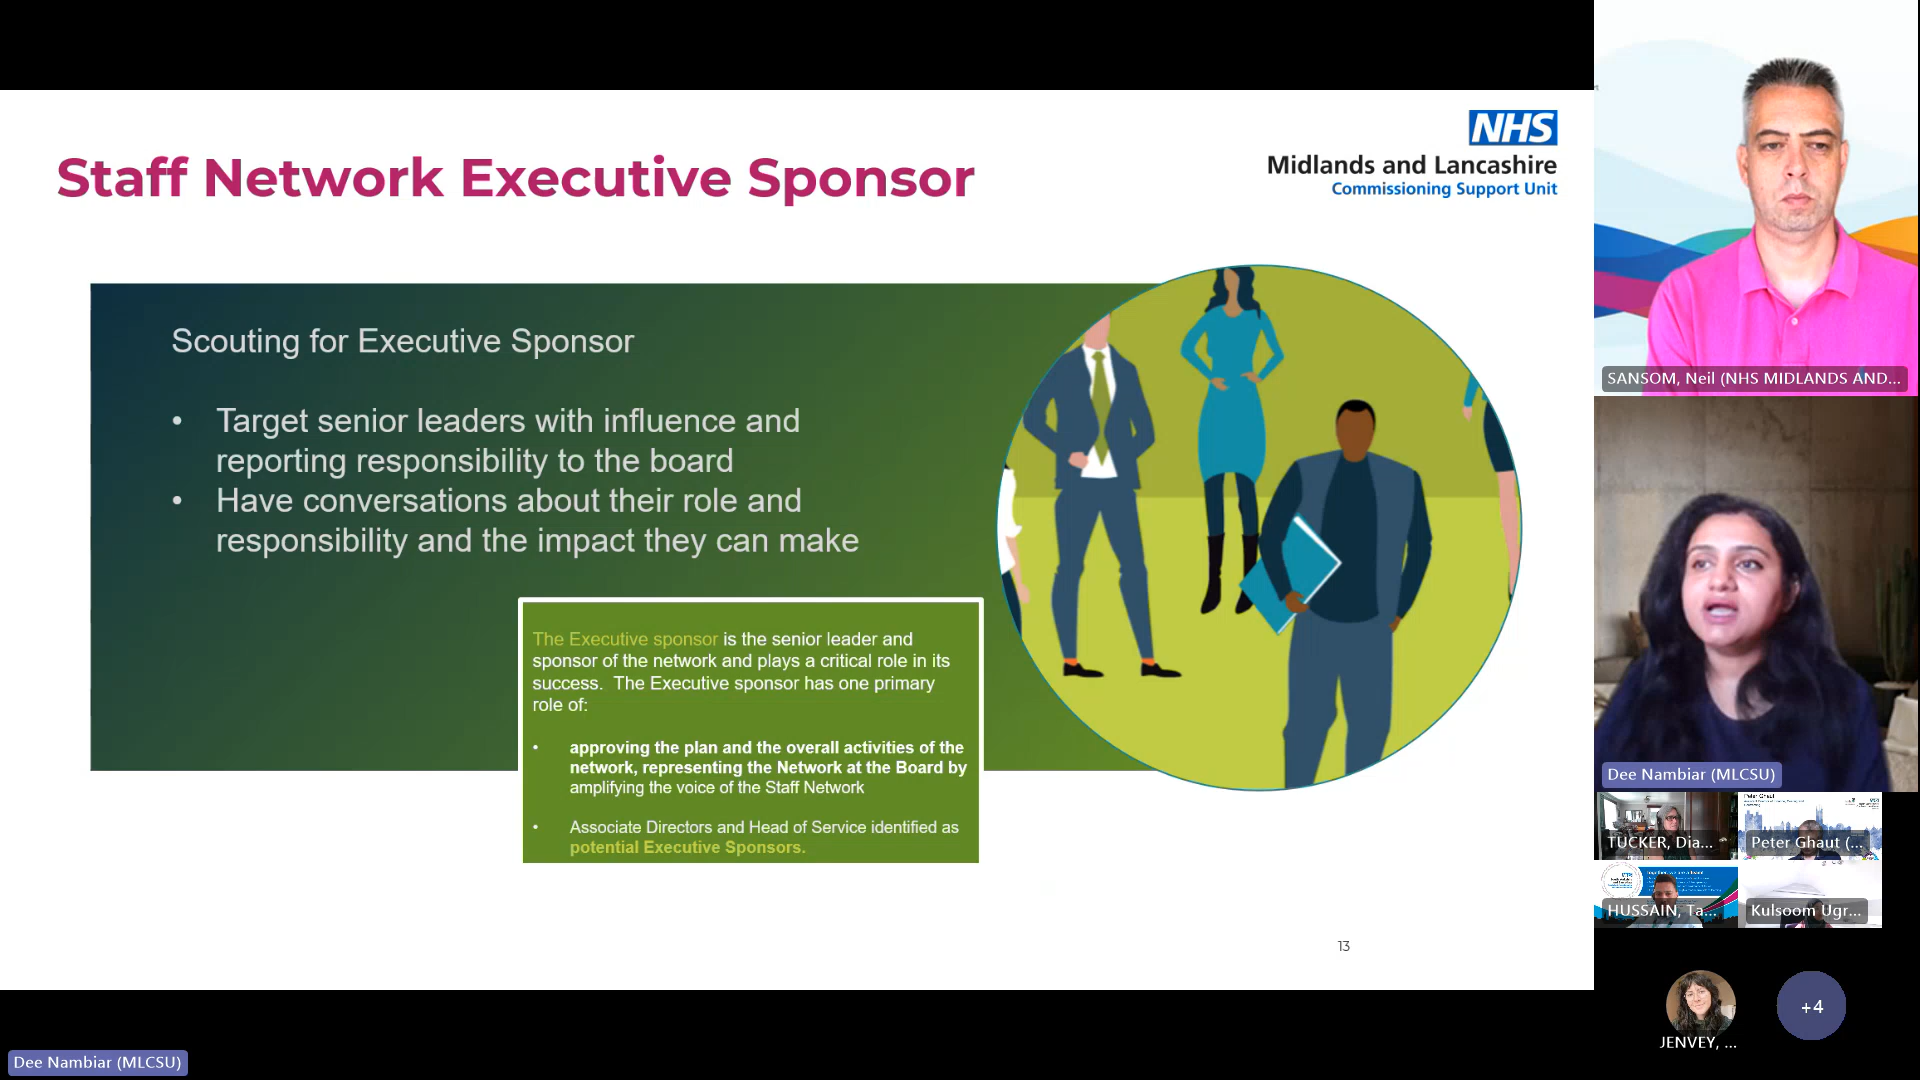 Staff Network Executive Sponsor
NHS
Midlands and Lancashire
Commissioning Support Unit
Scouting for Executive Sponsor
• Target senior leaders with influence and
reporting responsibility to the board
• Have conversations about their role and
responsibility and the impact they can make
The Executive sponsor is the senior leader and
sponsor of the network and plays a critical role in its
success. The Executive sponsor has one primary
role of:
• approving the plan and the overall activities of the
network, representing the Network at the Board by
amplifying the voice of the Staff Network
• Associate Directors and Head of Service identified as
potential Executive Sponsors.
13
Dee Nambiar (MLCSU)
SANSOM, Neil (NHS MIDLANDS AND...
Dee Nambiar (MLCSU)
TUCKER, Dia...
Peter Ghaut
Peter Ghaut (...
HUSSAIN, Ta...
Kulsoom Ugr...
JENVEY, ...
+4